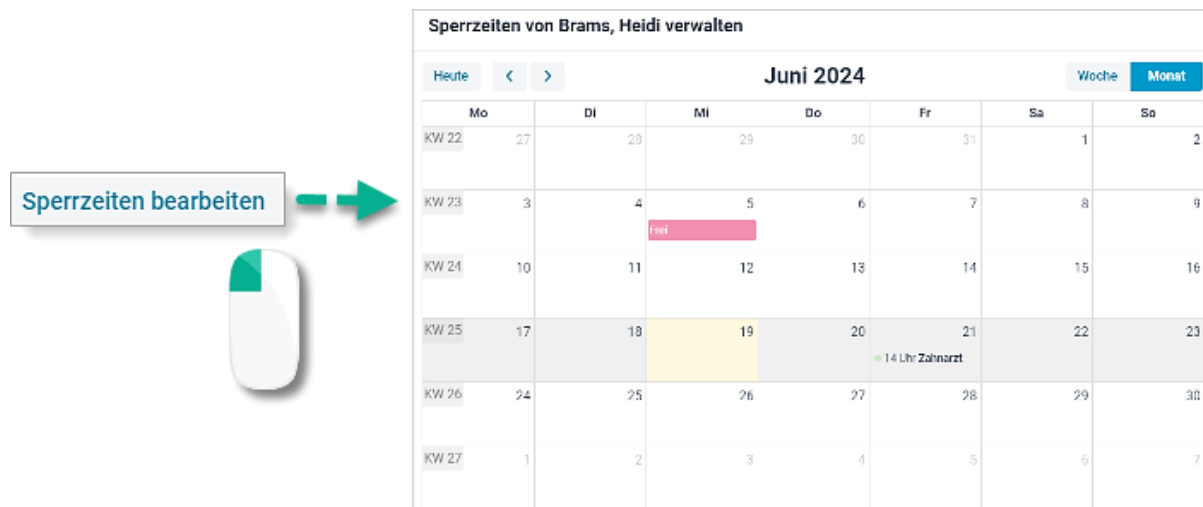 Sperrzeiten von Brams, Heidi verwalten
Heute < > Juni 2024 Woche Monat
Mo Di Mi Do Fr Sa So
KW 22 27 28 29 30 31 1 2
Sperrzeiten bearbeiten
KW 23 3 4 5 6 7 8 9
Frei
KW 24 10 11 12 13 14 15 16
KW 25 17 18 19 20 21 22 23
14 Uhr Zahnarzt
KW 26 24 25 26 27 28 29 30
KW 27 1 2 3 4 5 6 7